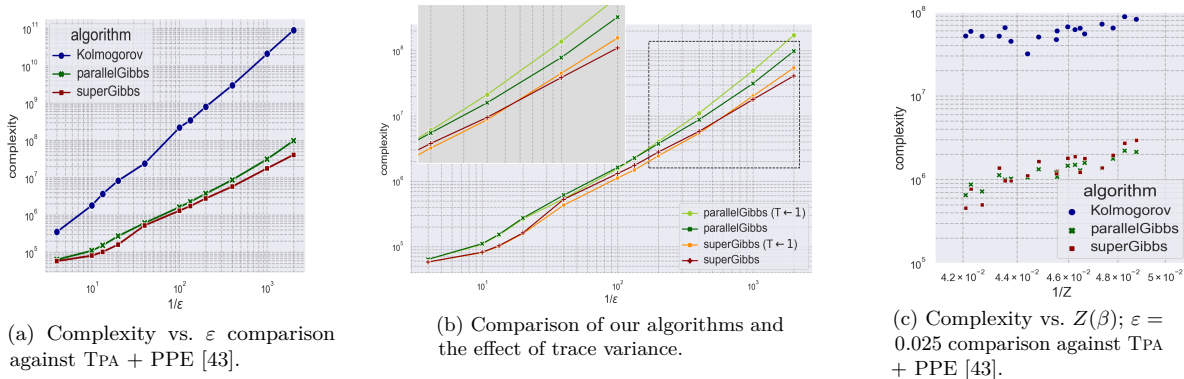 algorithm
Kolmogorov
parallelGibbs
superGibbs
complexity
10^11
10^10
10^9
10^8
10^7
10^6
10^5
10^1
10^2
10^3
1/ε
(a) Complexity vs. ε comparison
against TPA + PPE [43].
complexity
10^8
10^7
10^6
10^5
10^1
10^2
10^3
1/ε
parallelGibbs (T ← 1)
parallelGibbs
superGibbs (T ← 1)
superGibbs
(b) Comparison of our algorithms and
the effect of trace variance.
complexity
10^8
10^7
10^6
10^5
algorithm
Kolmogorov
parallelGibbs
superGibbs
4.2 × 10^−2
4.4 × 10^−2
4.6 × 10^−2
4.8 × 10^−2
5 × 10^−2
1/Z
(c) Complexity vs. Z(β); ε =
0.025 comparison against TPA
+ PPE [43].